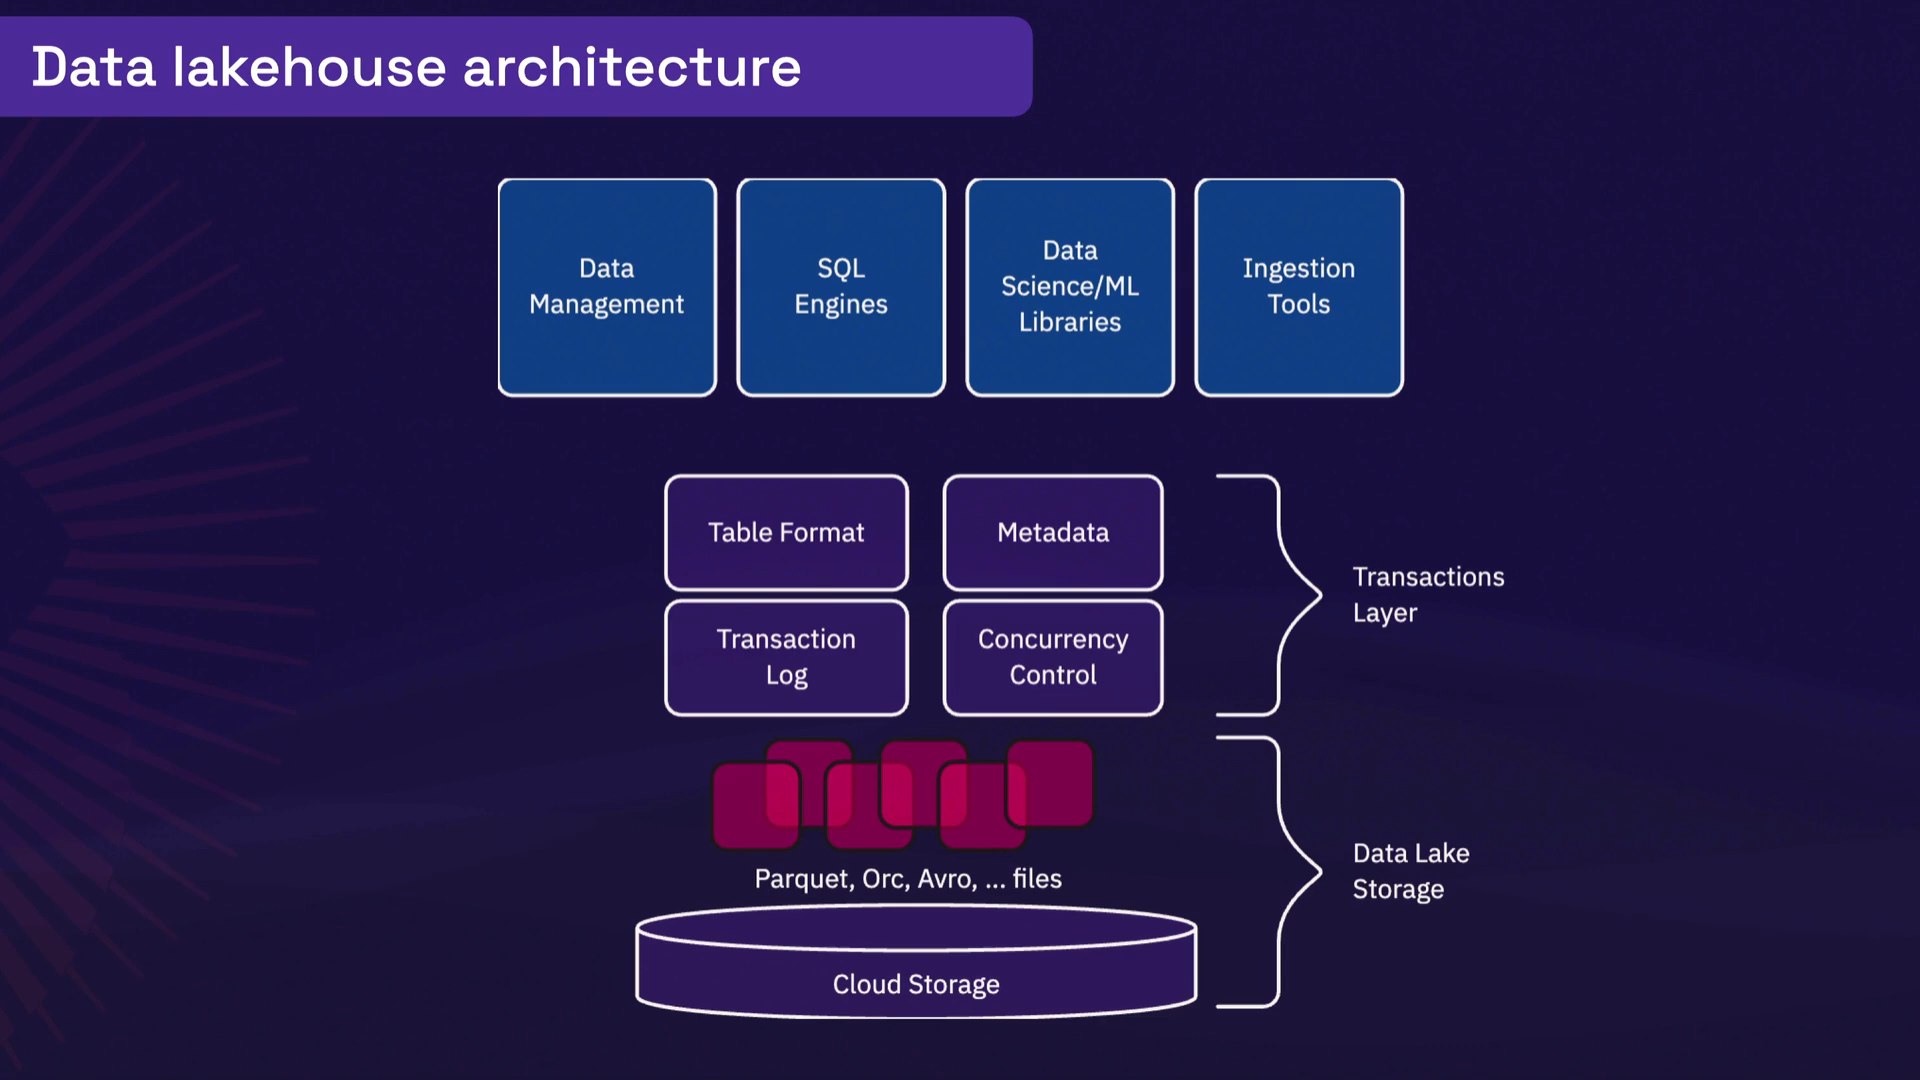 Data lakehouse architecture
Data
Management
SQL
Engines
Data
Science/ML
Libraries
Ingestion
Tools
Table Format
Metadata
Transaction
Log
Concurrency
Control
Transactions
Layer
Parquet, Orc, Avro, ... files
Cloud Storage
Data Lake
Storage